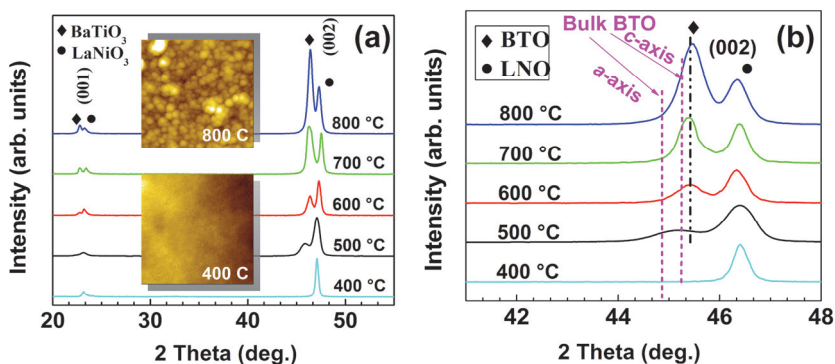 (a)
♦ BaTiO₃
● LaNiO₃
(001)
(002)
800 C
400 C
800 °C
700 °C
600 °C
500 °C
400 °C
Intensity (arb. units)
20 30 40 50
2 Theta (deg.)
(b)
♦ BTO
● LNO
Bulk BTO
c-axis
a-axis
(002)
800 °C
700 °C
600 °C
500 °C
400 °C
Intensity (arb. units)
42 44 46 48
2 Theta (deg.)